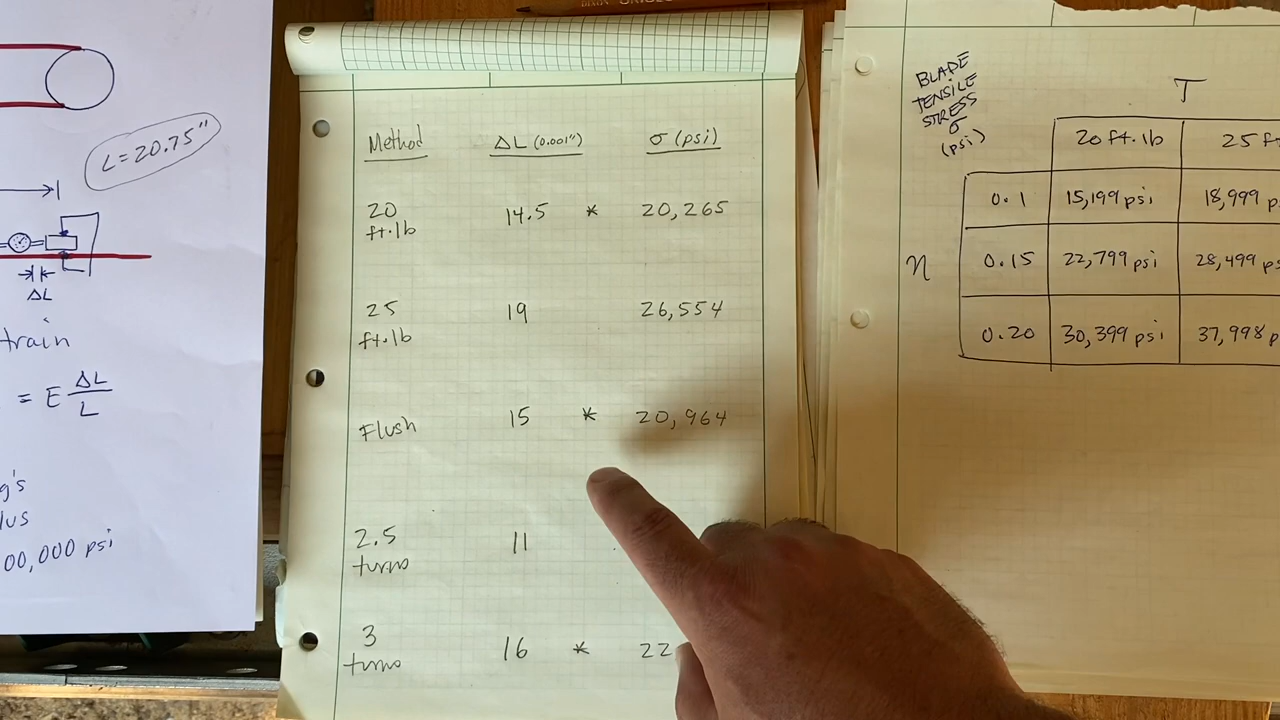 L=20.75"
ΔL
train
= E ΔL/L
g's
lus
00,000 psi
Method ΔL (0.001") σ (psi)
20 ft.lb 14.5 * 20,265
25 ft.lb 19 26,554
Flush 15 * 20,964
2.5 turns 11
3 turns 16 * 22
BLADE
TENSILE
STRESS
σ
(psi)
T
20 ft.lb 25 ft
0.1 15,199 psi 18,999 p
n
0.15 22,799 psi 28,499 p
0.20 30,399 psi 37,998 p